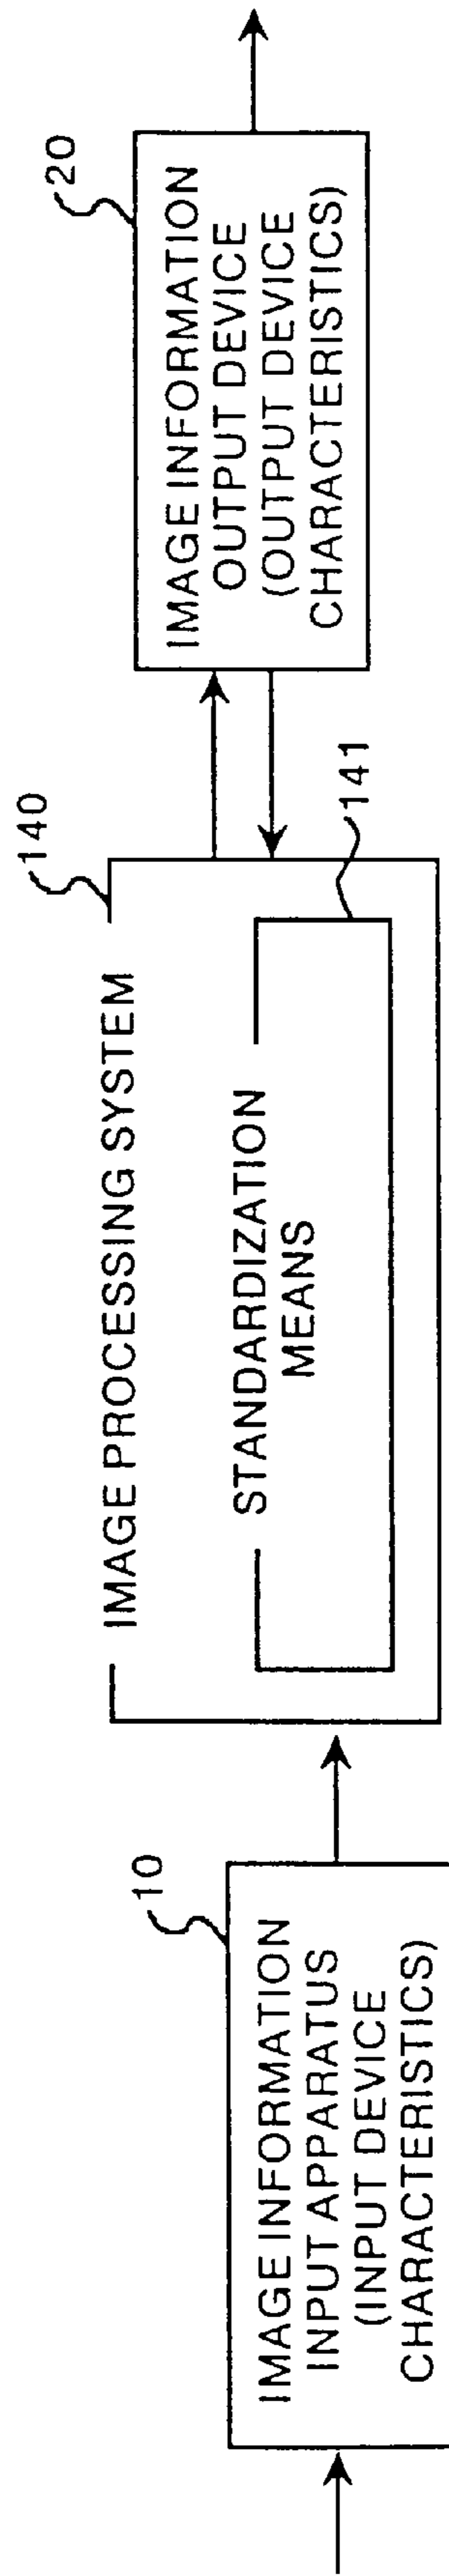 10
IMAGE INFORMATION
INPUT APPARATUS
(INPUT DEVICE
CHARACTERISTICS)
140
IMAGE PROCESSING SYSTEM
STANDARDIZATION
MEANS
141
20
IMAGE INFORMATION
OUTPUT DEVICE
(OUTPUT DEVICE
CHARACTERISTICS)